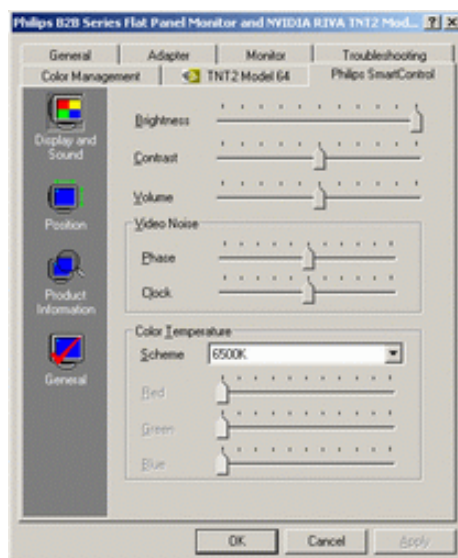 Philips B2B Series Flat Panel Monitor and NVIDIA RIVA TNT2 Mod...
General Adapter Monitor Troubleshooting
Color Management TNT2 Model 64 Philips SmartControl
Display and
Sound
Position
Product
Information
General
Brightness
Contrast
Volume
Video Noise
Phase
Clock
Color Temperature
Scheme 6500K
Red
Green
Blue
OK Cancel Apply